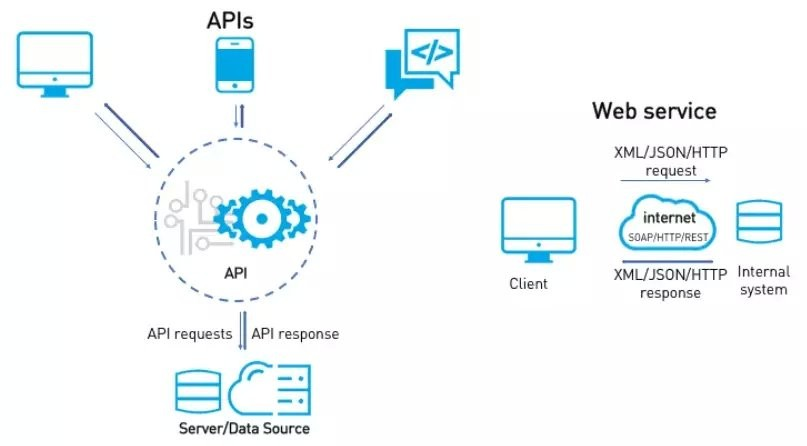 APIs
</>
API
API requests
API response
Server/Data Source
Web service
XML/JSON/HTTP
request
internet
SOAP/HTTP/REST
Client
XML/JSON/HTTP
response
Internal
system